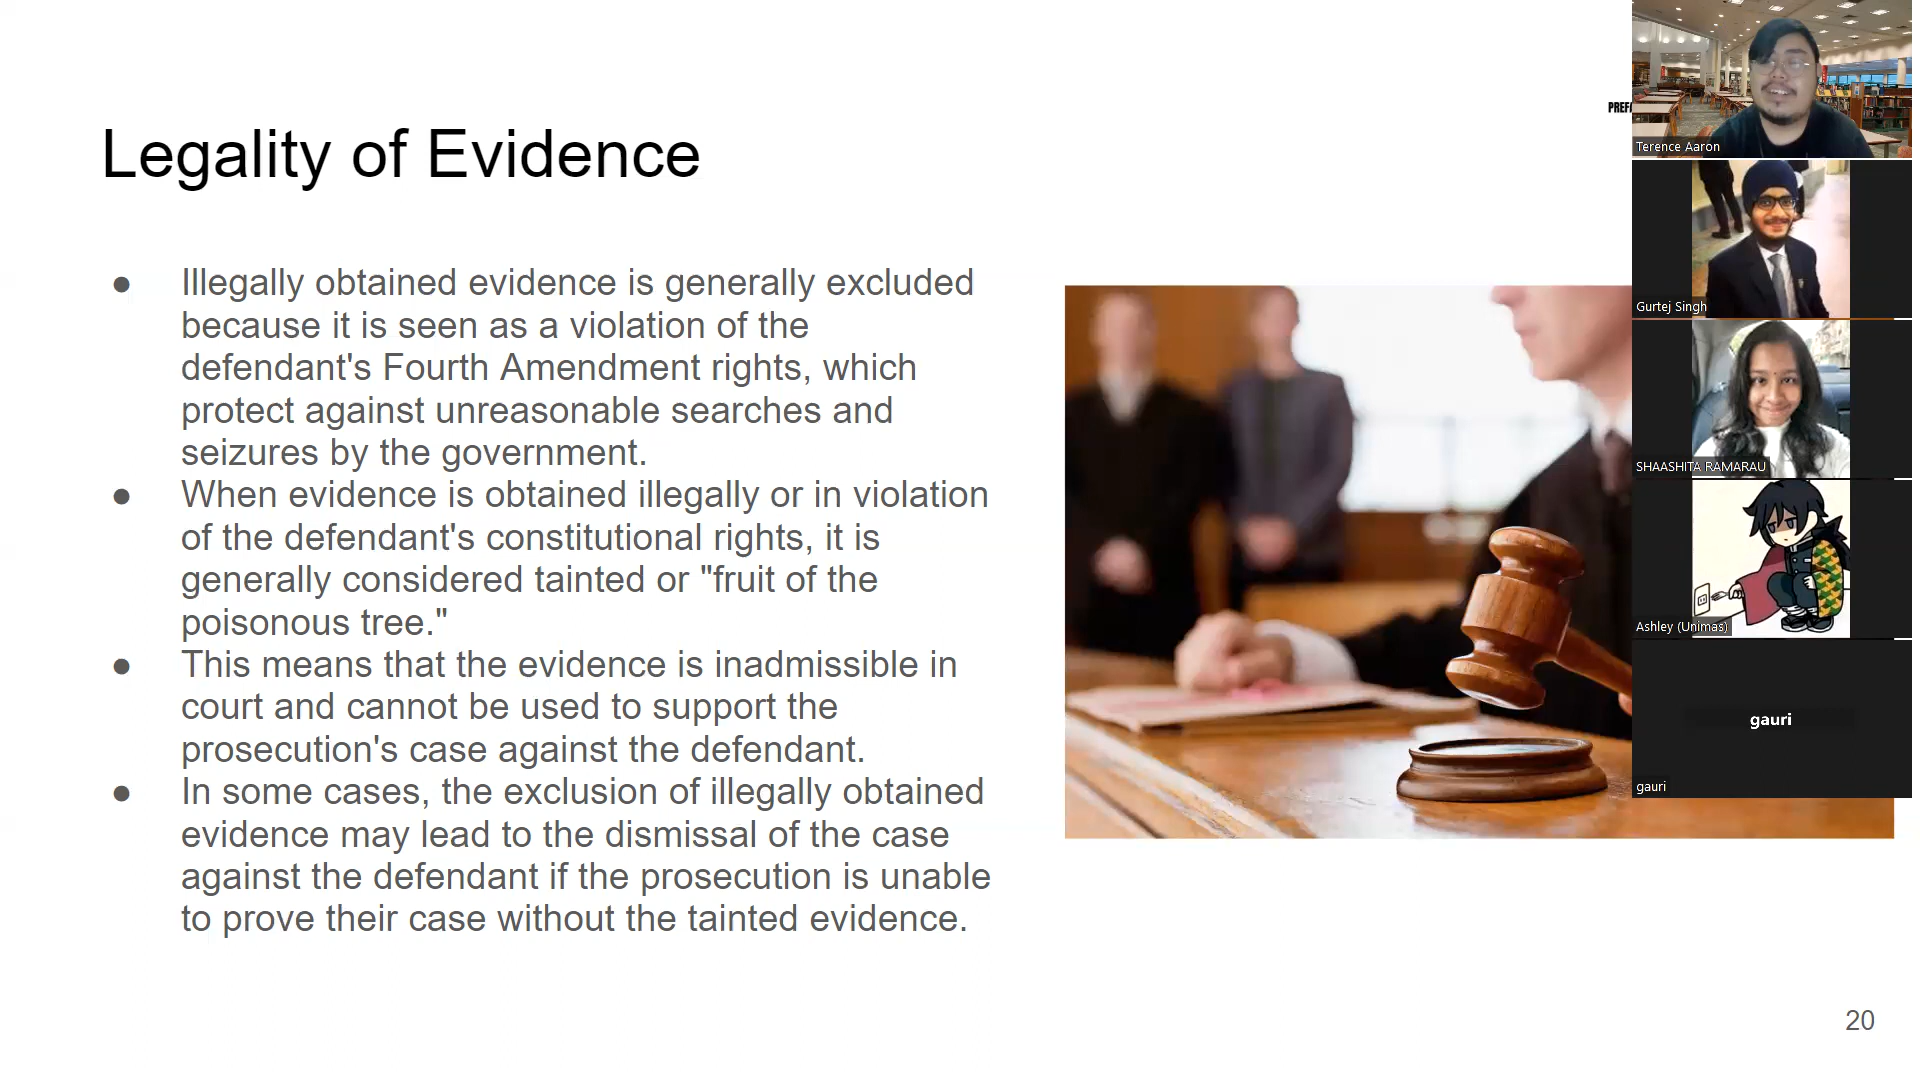 Legality of Evidence
● Illegally obtained evidence is generally excluded
because it is seen as a violation of the
defendant's Fourth Amendment rights, which
protect against unreasonable searches and
seizures by the government.
● When evidence is obtained illegally or in violation
of the defendant's constitutional rights, it is
generally considered tainted or "fruit of the
poisonous tree."
● This means that the evidence is inadmissible in
court and cannot be used to support the
prosecution's case against the defendant.
● In some cases, the exclusion of illegally obtained
evidence may lead to the dismissal of the case
against the defendant if the prosecution is unable
to prove their case without the tainted evidence.
Terence Aaron
Gurtej Singh
SHAASHITA RAMARAU
Ashley (Unimas)
gauri
gauri
20